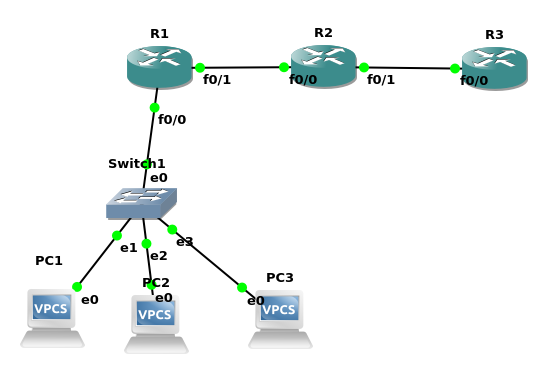 R1
R2
R3
f0/1
f0/0
f0/1
f0/0
f0/0
Switch1
e0
e1
e2
e3
PC1
PC2
PC3
e0
e0
e0
VPCS
VPCS
VPCS